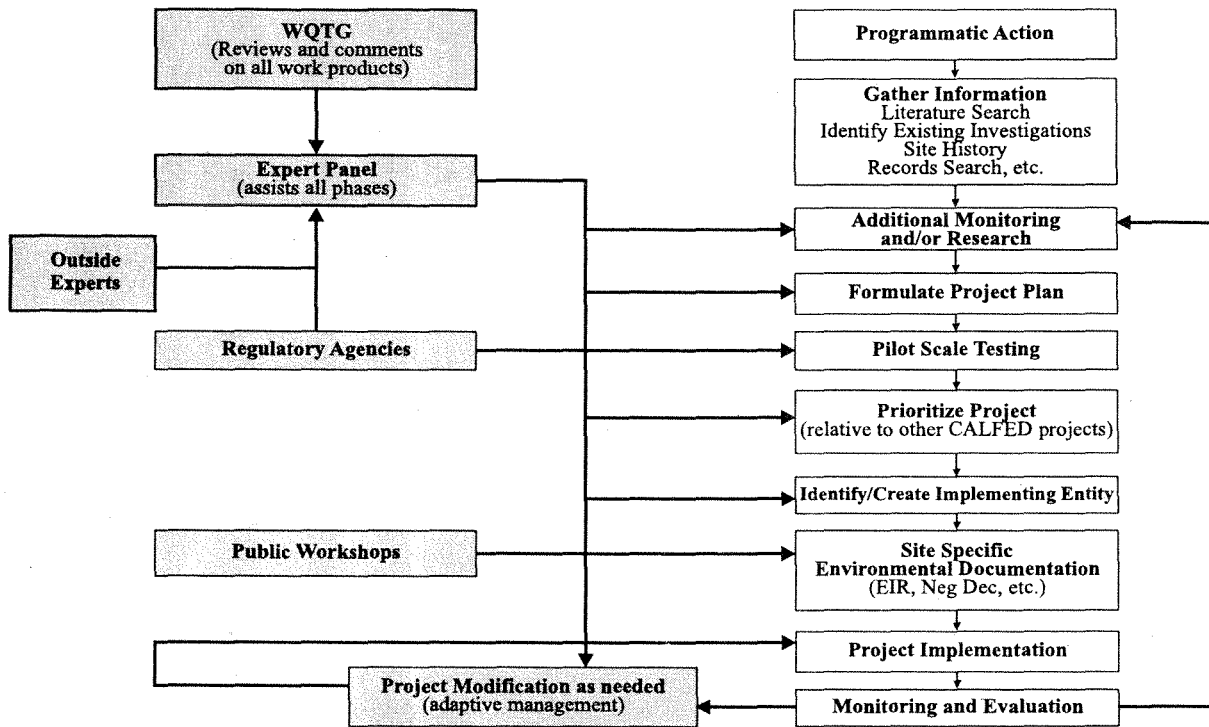 WQTG
(Reviews and comments
on all work products)
Expert Panel
(assists all phases)
Outside
Experts
Regulatory Agencies
Public Workshops
Project Modification as needed
(adaptive management)
Programmatic Action
Gather Information
Literature Search
Identify Existing Investigations
Site History
Records Search, etc.
Additional Monitoring
and/or Research
Formulate Project Plan
Pilot Scale Testing
Prioritize Project
(relative to other CALFED projects)
Identify/Create Implementing Entity
Site Specific
Environmental Documentation
(EIR, Neg Dec, etc.)
Project Implementation
Monitoring and Evaluation